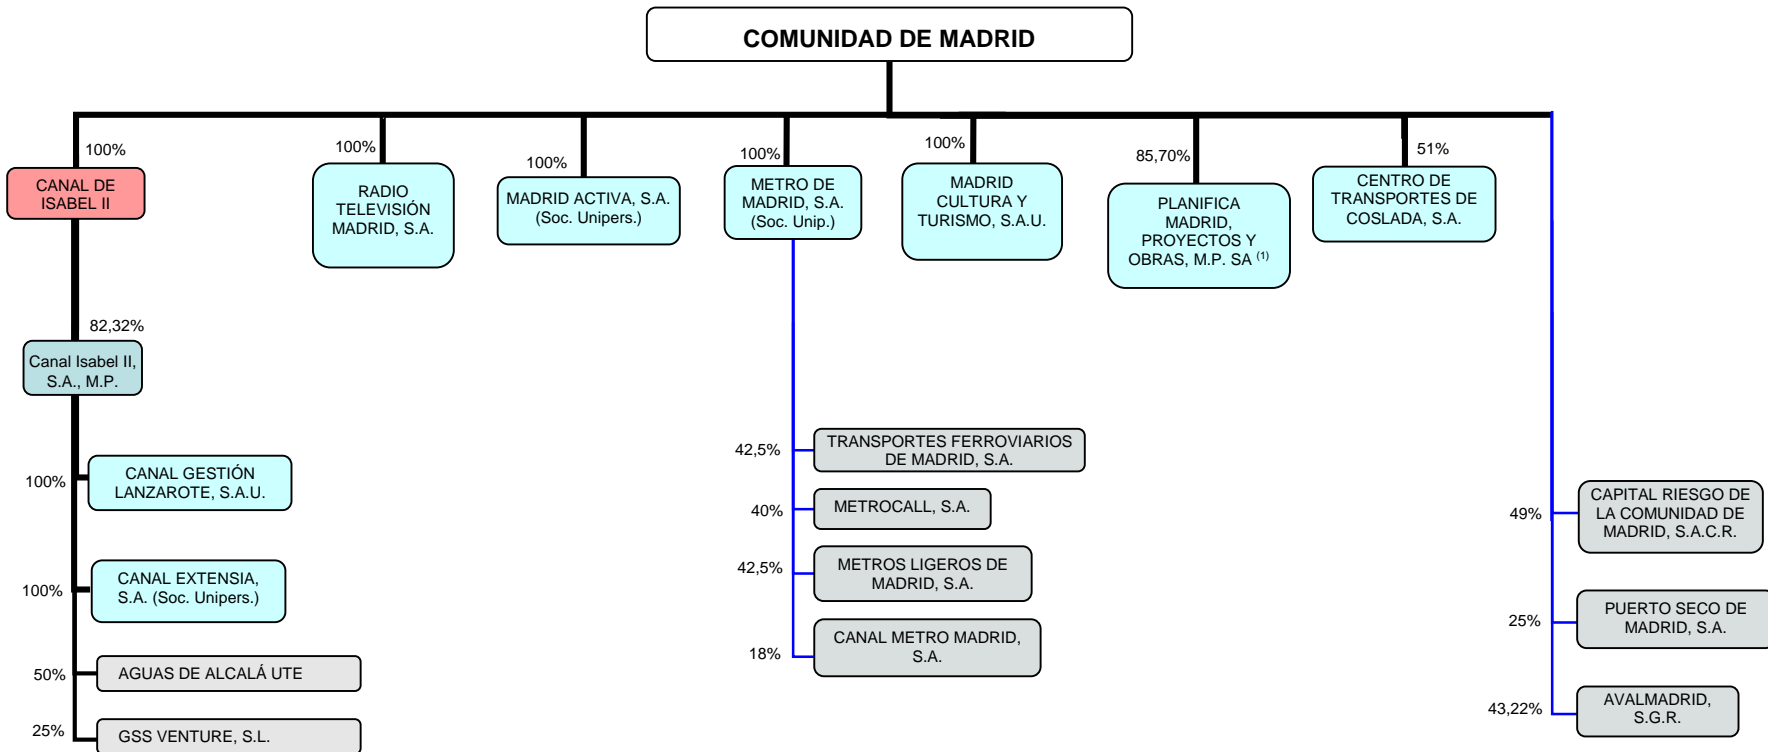 COMUNIDAD DE MADRID
100%
CANAL DE
ISABEL II
100%
RADIO
TELEVISIÓN
MADRID, S.A.
100%
MADRID ACTIVA, S.A.
(Soc. Unipers.)
100%
METRO DE
MADRID, S.A.
(Soc. Unip.)
100%
MADRID
CULTURA Y
TURISMO, S.A.U.
85,70%
PLANIFICA
MADRID,
PROYECTOS Y
OBRAS, M.P. SA (1)
51%
CENTRO DE
TRANSPORTES DE
COSLADA, S.A.
82,32%
Canal Isabel II,
S.A., M.P.
100%
CANAL GESTIÓN
LANZAROTE, S.A.U.
100%
CANAL EXTENSIA,
S.A. (Soc. Unipers.)
50%
AGUAS DE ALCALÁ UTE
25%
GSS VENTURE, S.L.
42,5%
TRANSPORTES FERROVIARIOS
DE MADRID, S.A.
40%
METROCALL, S.A.
42,5%
METROS LIGEROS DE
MADRID, S.A.
18%
CANAL METRO MADRID,
S.A.
49%
CAPITAL RIESGO DE
LA COMUNIDAD DE
MADRID, S.A.C.R.
25%
PUERTO SECO DE
MADRID, S.A.
43,22%
AVALMADRID,
S.G.R.